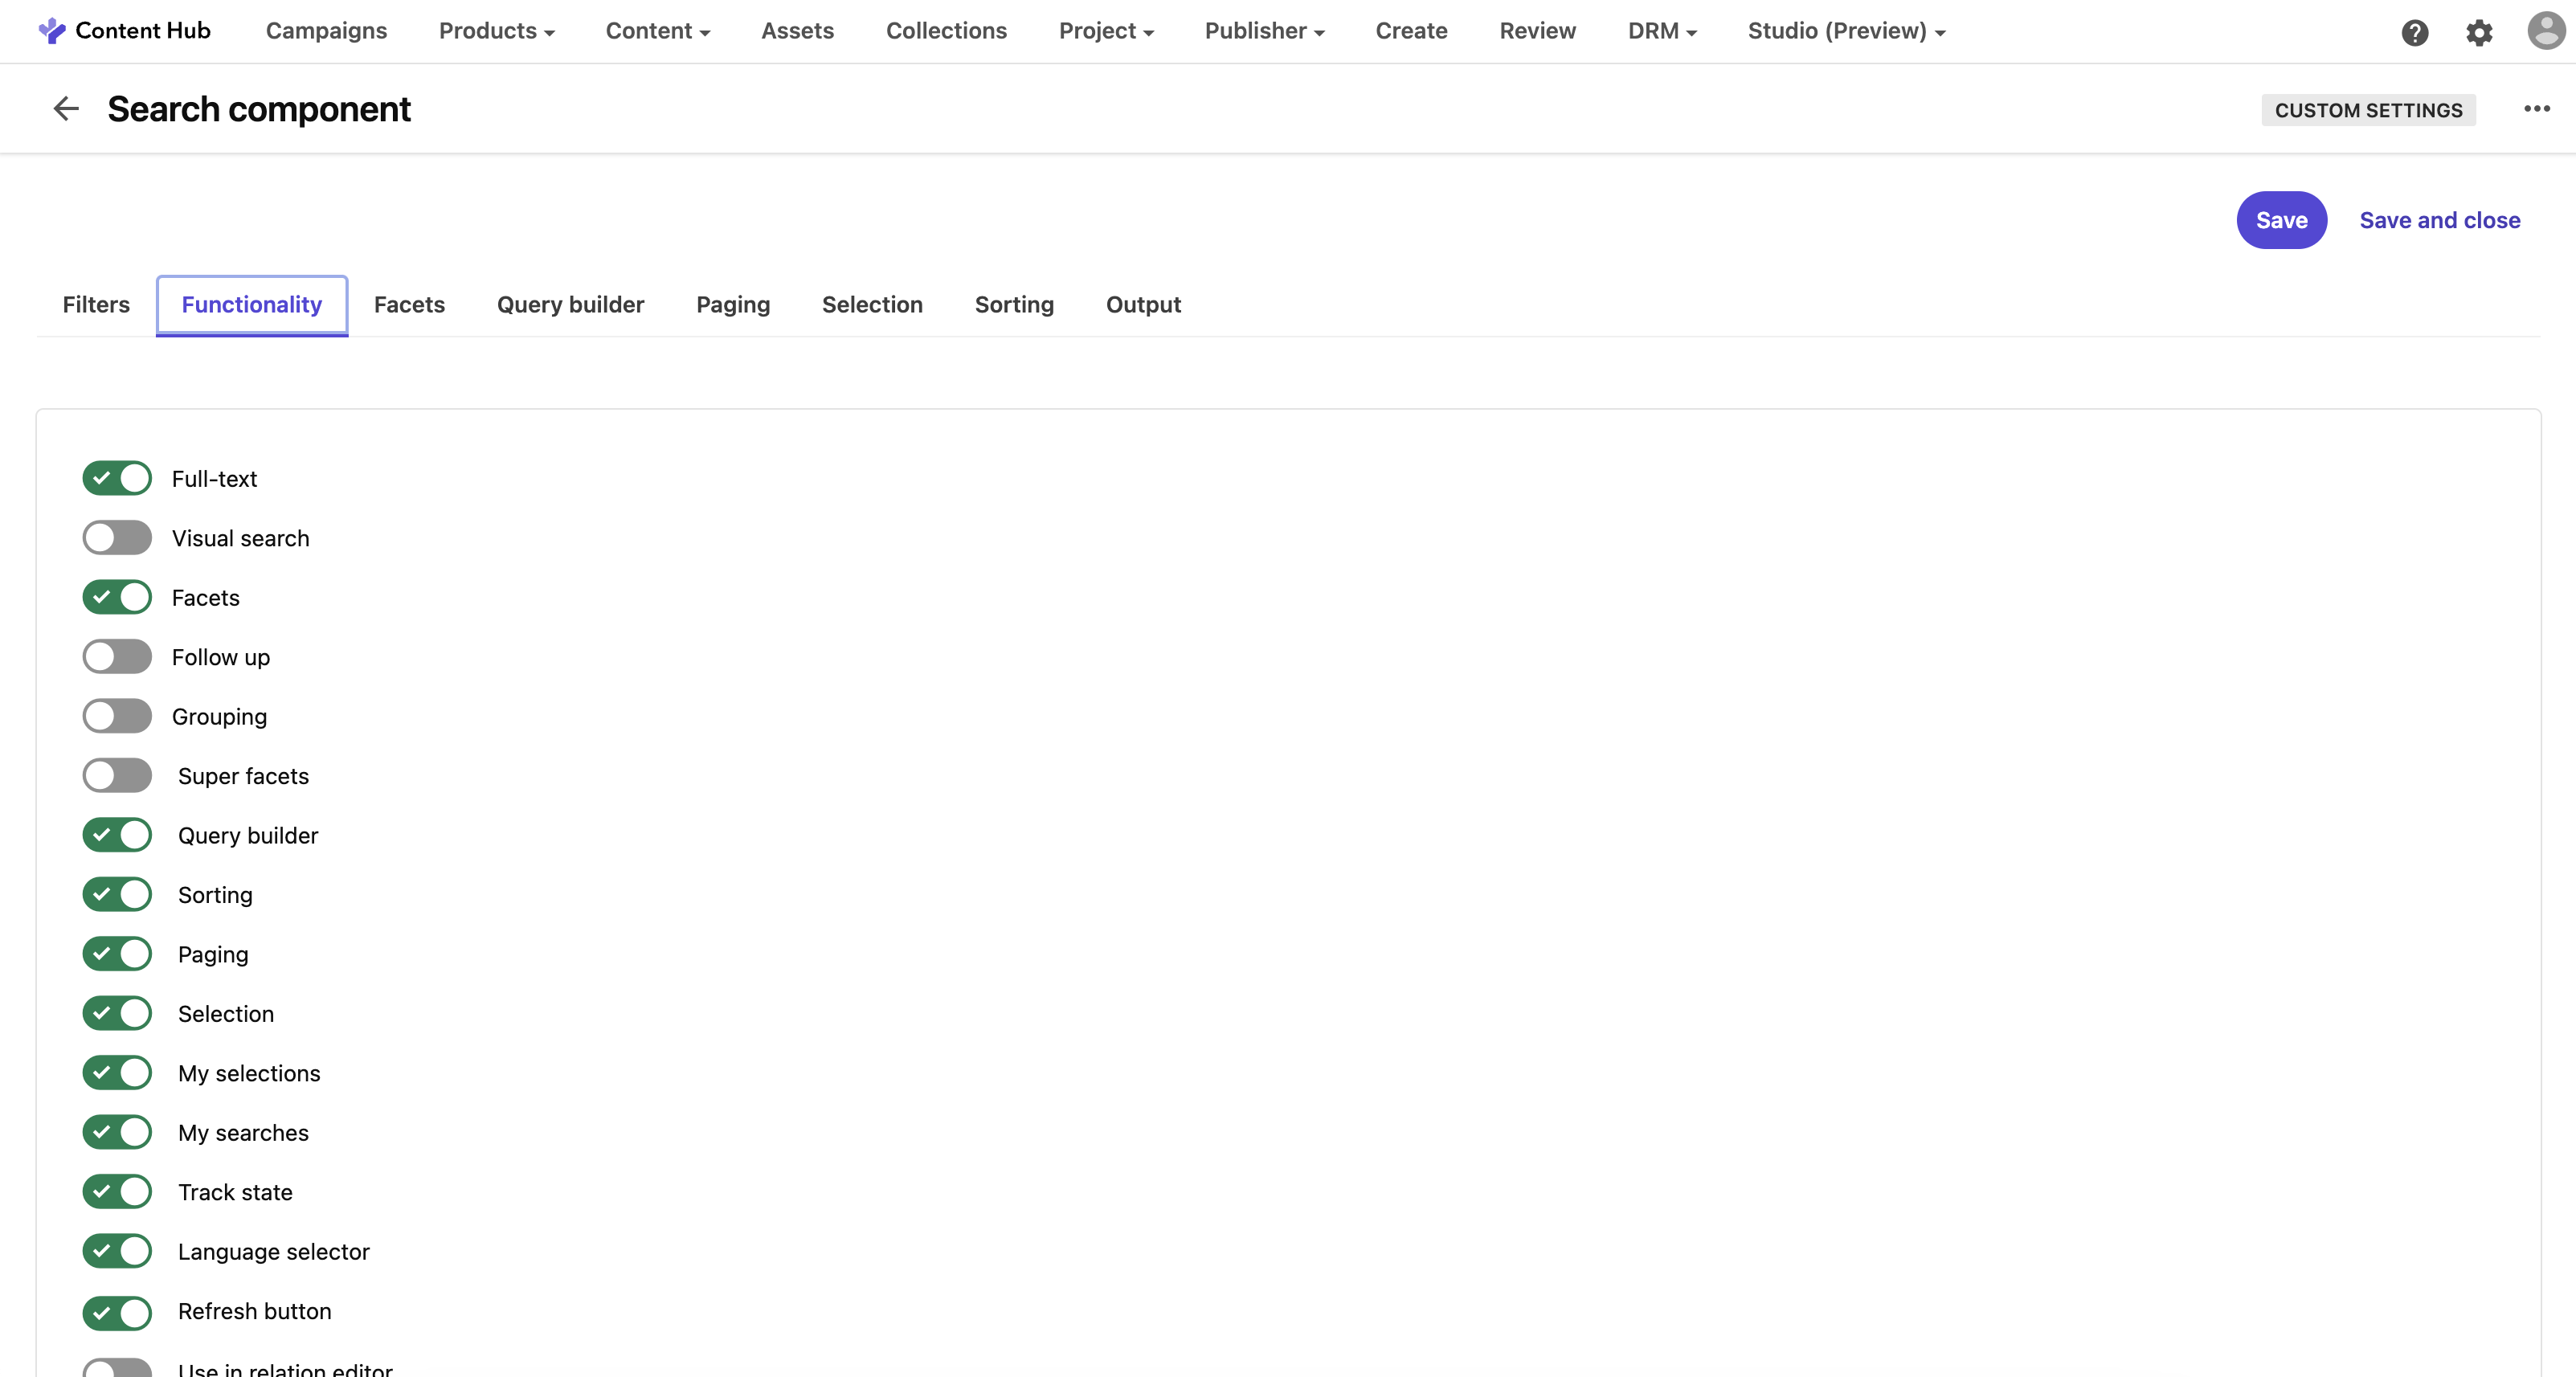 Content Hub Campaigns Products Content Assets Collections Project Publisher Create Review DRM Studio (Preview)
Search component CUSTOM SETTINGS
Save Save and close
Filters Functionality Facets Query builder Paging Selection Sorting Output
Full-text
Visual search
Facets
Follow up
Grouping
Super facets
Query builder
Sorting
Paging
Selection
My selections
My searches
Track state
Language selector
Refresh button
Use in relation editor